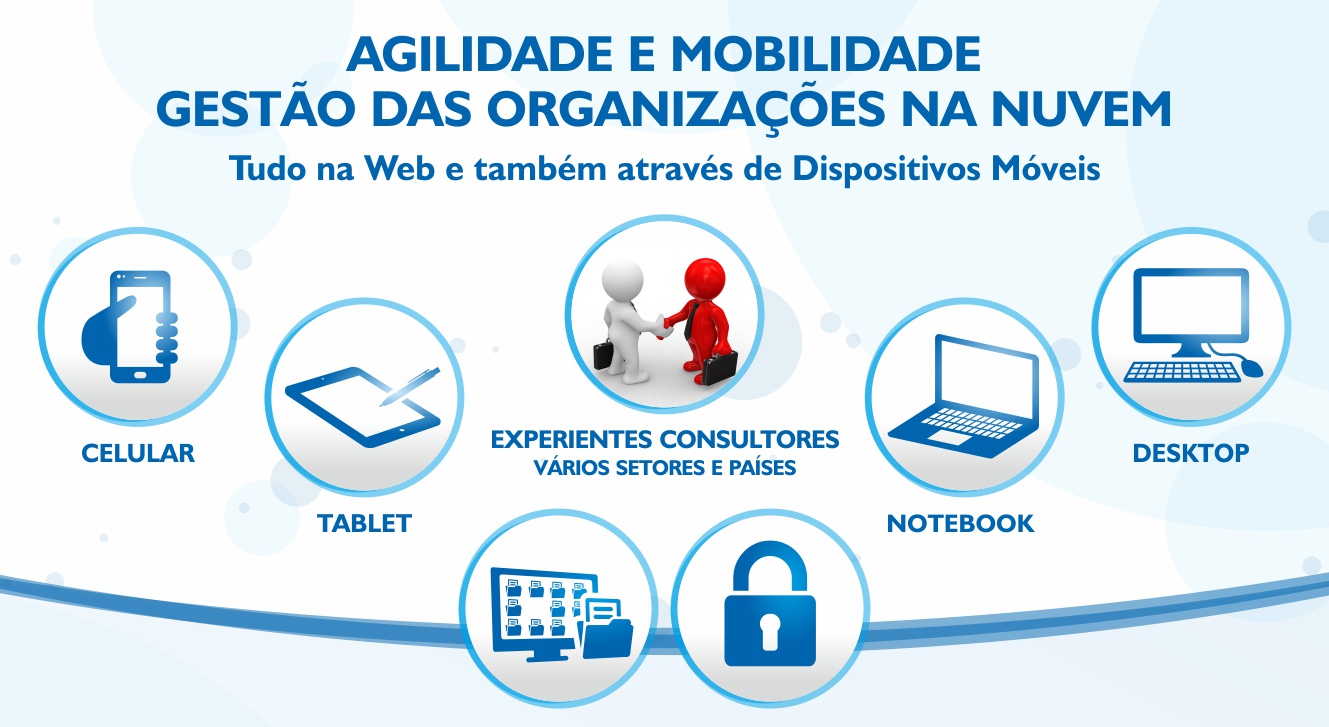 AGILIDADE E MOBILIDADE
GESTÃO DAS ORGANIZAÇÕES NA NUVEM
Tudo na Web e também através de Dispositivos Móveis
CELULAR
TABLET
EXPERIENTES CONSULTORES
VÁRIOS SETORES E PAÍSES
NOTEBOOK
DESKTOP